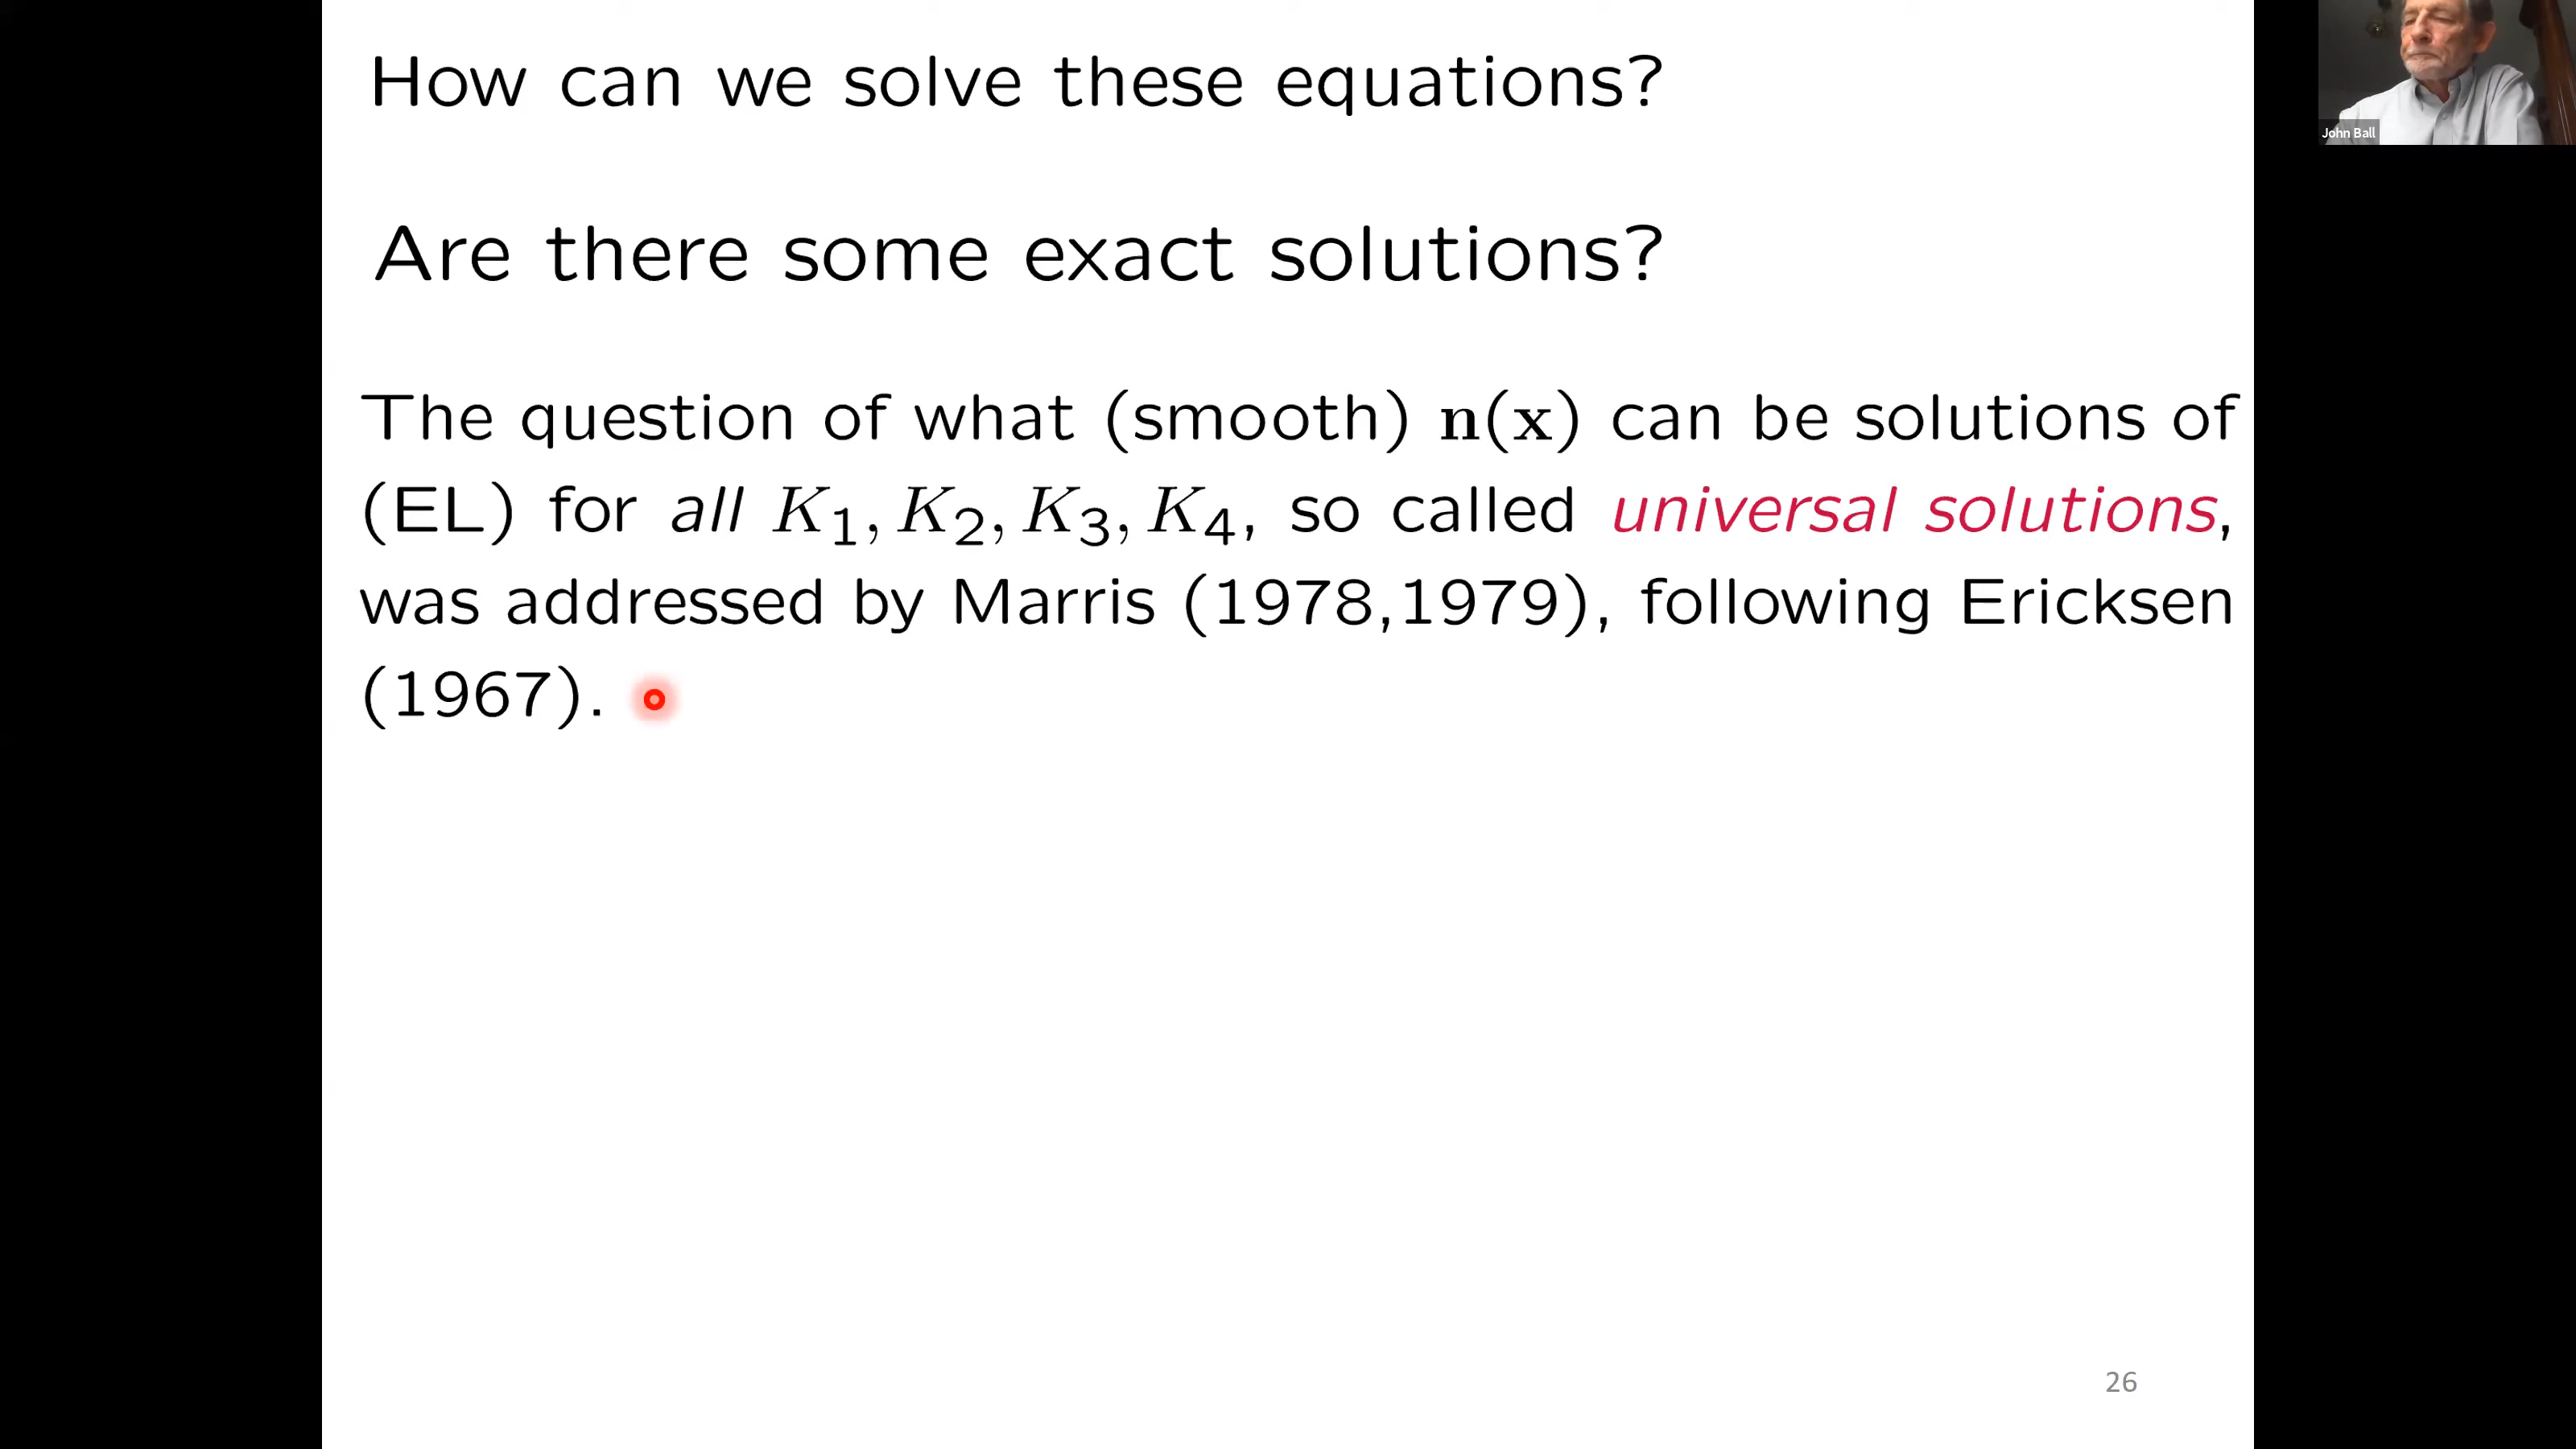 How can we solve these equations?
John Ball
Are there some exact solutions?
The question of what (smooth) n(x) can be solutions of
(EL) for all K₁, K₂, K₃, K₄, so called universal solutions,
was addressed by Marris (1978,1979), following Ericksen
(1967).
26